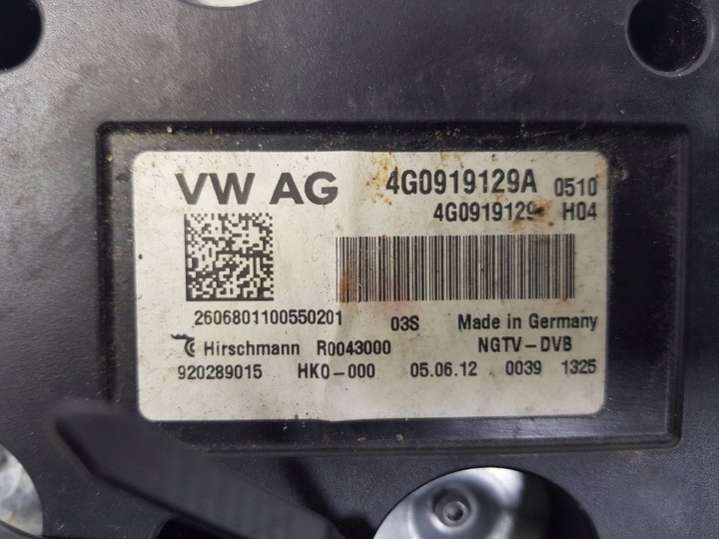 VW AG 4G0919129A 0510
4G0919129 H04
2606801100550201 03S Made in Germany
Hirschmann R0043000 NGTV-DVB
920289015 HK0-000 05.06.12 0039 1325